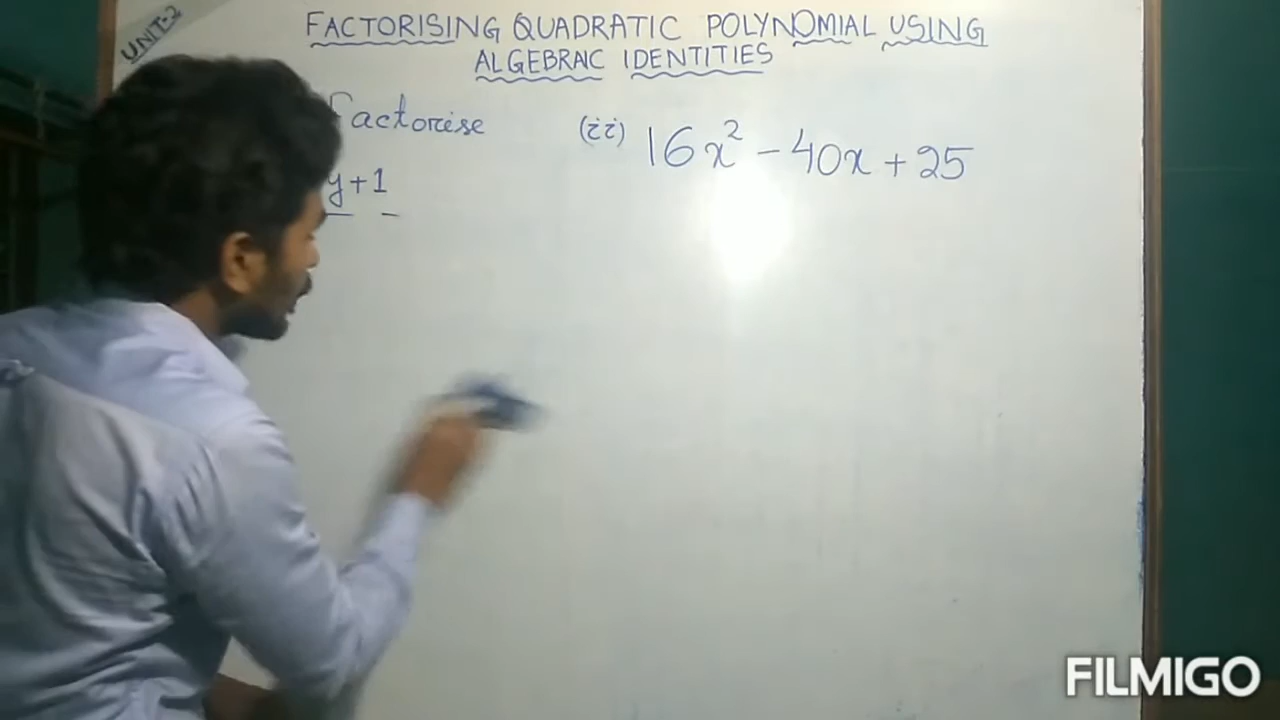 UNIT-2
FACTORISING QUADRATIC POLYNOMIAL USING
ALGEBRAIC IDENTITIES
Factorise
y+1
(ii) 16x² - 40x + 25
FILMIGO